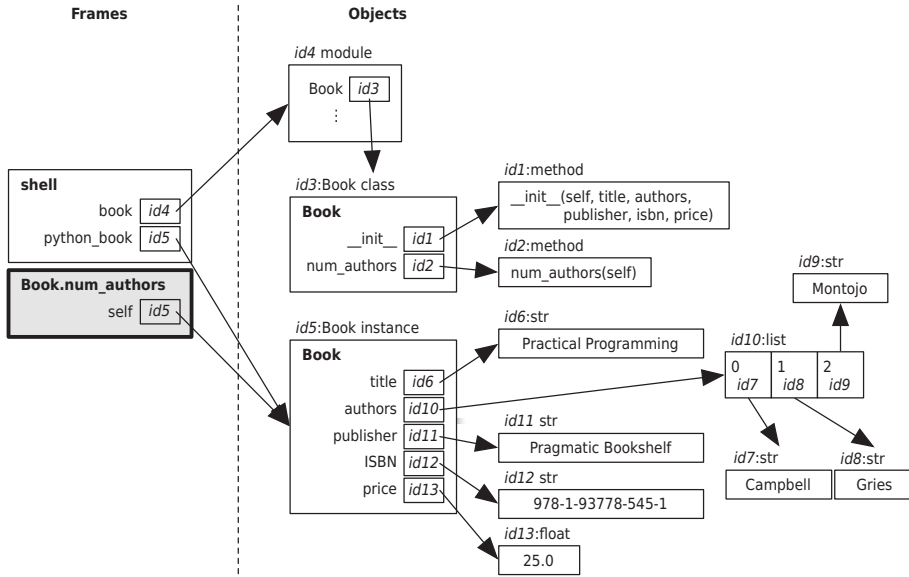 Frames
Objects
id4 module
Book id3
⋮
shell
book id4
python_book id5
Book.num_authors
self id5
id3:Book class
Book
__init__ id1
num_authors id2
id1:method
__init__(self, title, authors,
publisher, isbn, price)
id2:method
num_authors(self)
id5:Book instance
Book
title id6
authors id10
publisher id11
ISBN id12
price id13
id6:str
Practical Programming
id9:str
Montojo
id10:list
0 1 2
id7 id8 id9
id11 str
Pragmatic Bookshelf
id7:str
Campbell
id8:str
Gries
id12 str
978-1-93778-545-1
id13:float
25.0